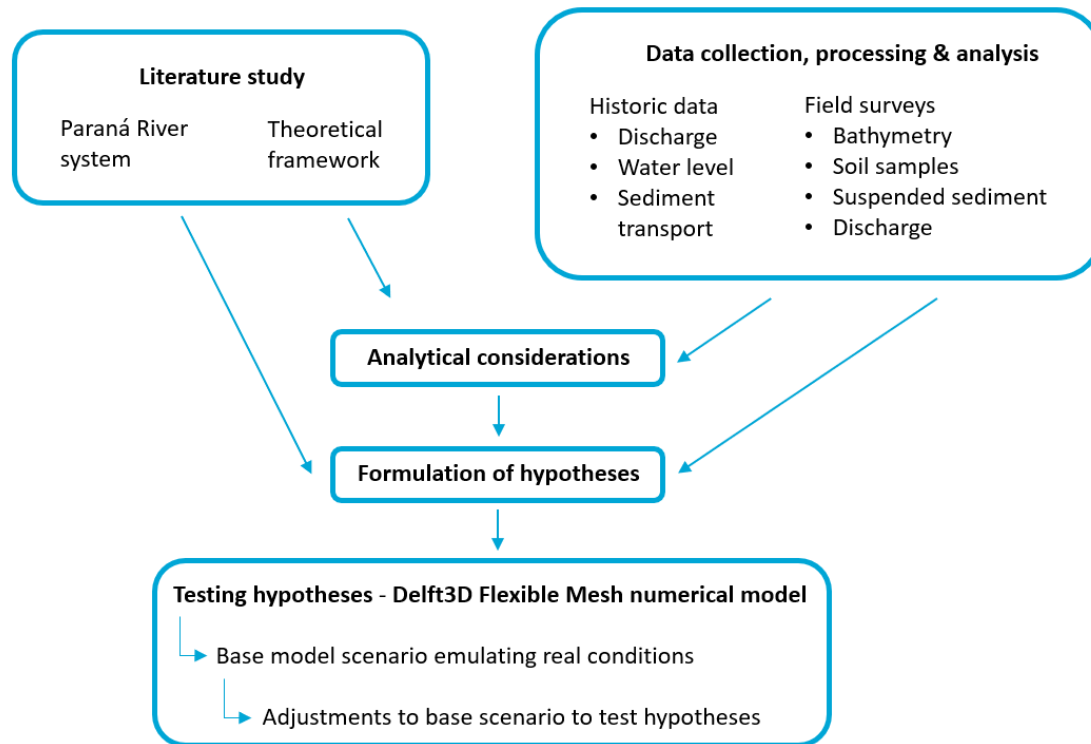 Literature study
Paraná River
system
Theoretical
framework
Data collection, processing & analysis
Historic data
• Discharge
• Water level
• Sediment
transport
Field surveys
• Bathymetry
• Soil samples
• Suspended sediment
• Discharge
Analytical considerations
Formulation of hypotheses
Testing hypotheses - Delft3D Flexible Mesh numerical model
Base model scenario emulating real conditions
Adjustments to base scenario to test hypotheses